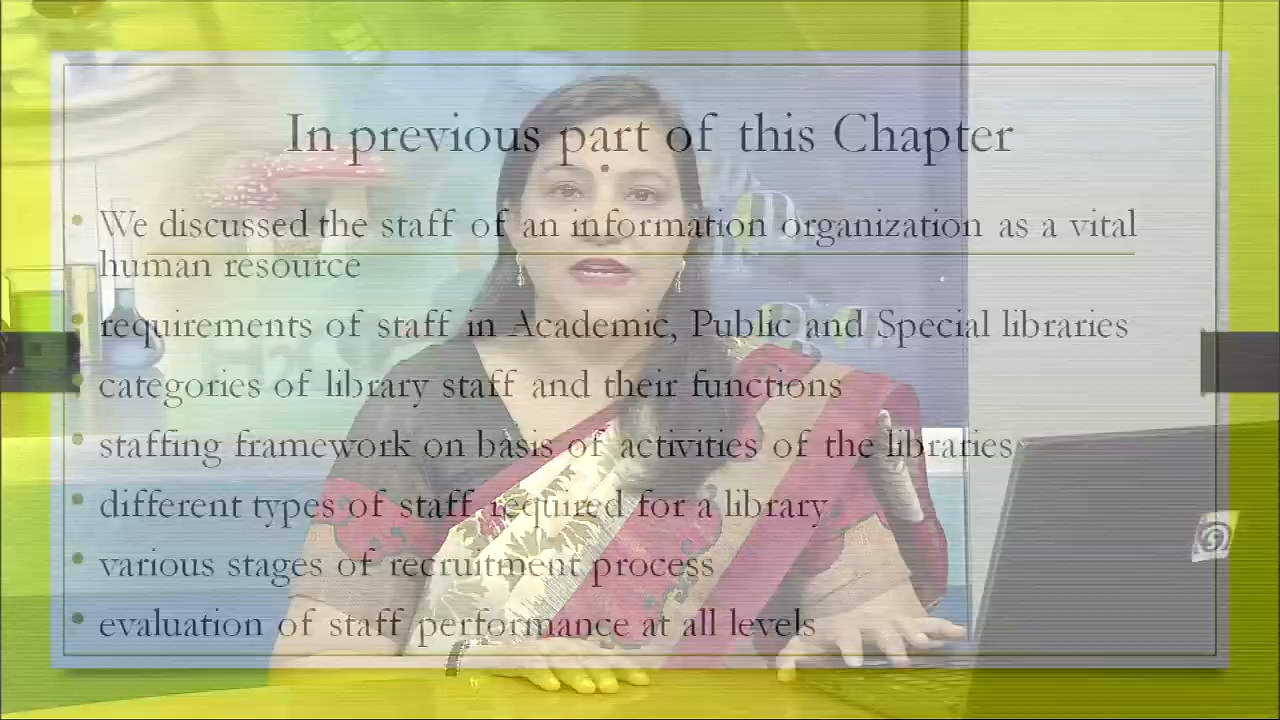 In previous part of this Chapter
• We discussed the staff of an information organization as a vital
human resource
• requirements of staff in Academic, Public and Special libraries
• categories of library staff and their functions
• staffing framework on basis of activities of the libraries
• different types of staff required for a library
• various stages of recruitment process
• evaluation of staff performance at all levels